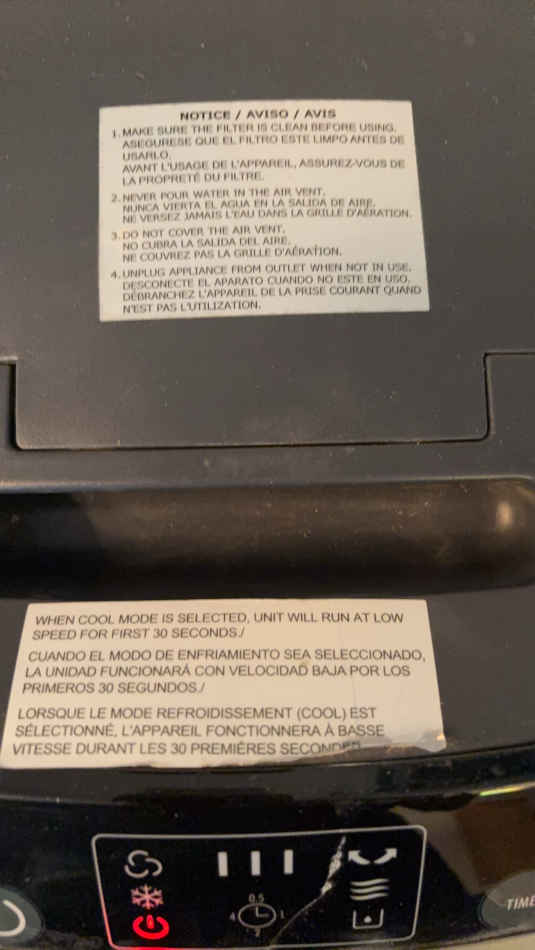 NOTICE / AVISO / AVIS
1. MAKE SURE THE FILTER IS CLEAN BEFORE USING.
ASEGURESE QUE EL FILTRO ESTE LIMPO ANTES DE
USARLO.
AVANT L'USAGE DE L'APPAREIL, ASSUREZ-VOUS DE
LA PROPRETÉ DU FILTRE.
2. NEVER POUR WATER IN THE AIR VENT.
NUNCA VIERTA EL AGUA EN LA SALIDA DE AIRE.
NE VERSEZ JAMAIS L'EAU DANS LA GRILLE D'AÉRATION.
3. DO NOT COVER THE AIR VENT.
NO CUBRA LA SALIDA DEL AIRE.
NE COUVREZ PAS LA GRILLE D'AÉRATION.
4. UNPLUG APPLIANCE FROM OUTLET WHEN NOT IN USE.
DESCONECTE EL APARATO CUANDO NO ESTE EN USO.
DÉBRANCHEZ L'APPAREIL DE LA PRISE COURANT QUAND
N'EST PAS L'UTILIZATION.
WHEN COOL MODE IS SELECTED, UNIT WILL RUN AT LOW
SPEED FOR FIRST 30 SECONDS./
CUANDO EL MODO DE ENFRIAMIENTO SEA SELECCIONADO,
LA UNIDAD FUNCIONARÁ CON VELOCIDAD BAJA POR LOS
PRIMEROS 30 SEGUNDOS./
LORSQUE LE MODE REFROIDISSEMENT (COOL) EST
SÉLECTIONNÉ, L'APPAREIL FONCTIONNERA À BASSE
VITESSE DURANT LES 30 PREMIÈRES SECONDES
0.5
4 1
2
TIME